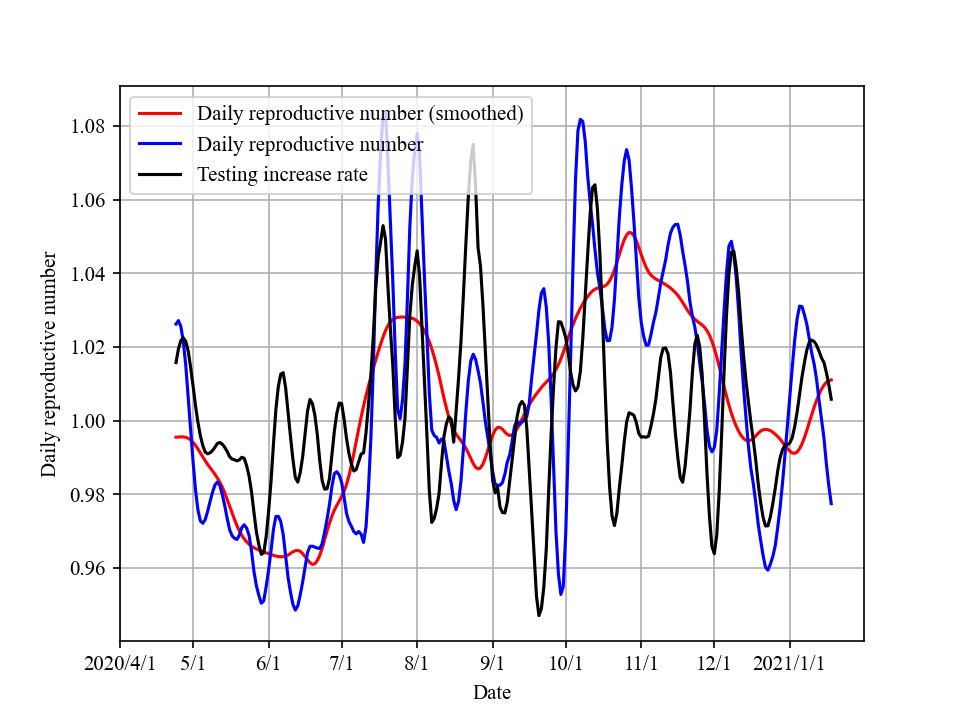 Daily reproductive number (smoothed)
Daily reproductive number
Testing increase rate
1.08
1.06
1.04
1.02
1.00
0.98
0.96
Daily reproductive number
2020/4/1 5/1 6/1 7/1 8/1 9/1 10/1 11/1 12/1 2021/1/1
Date